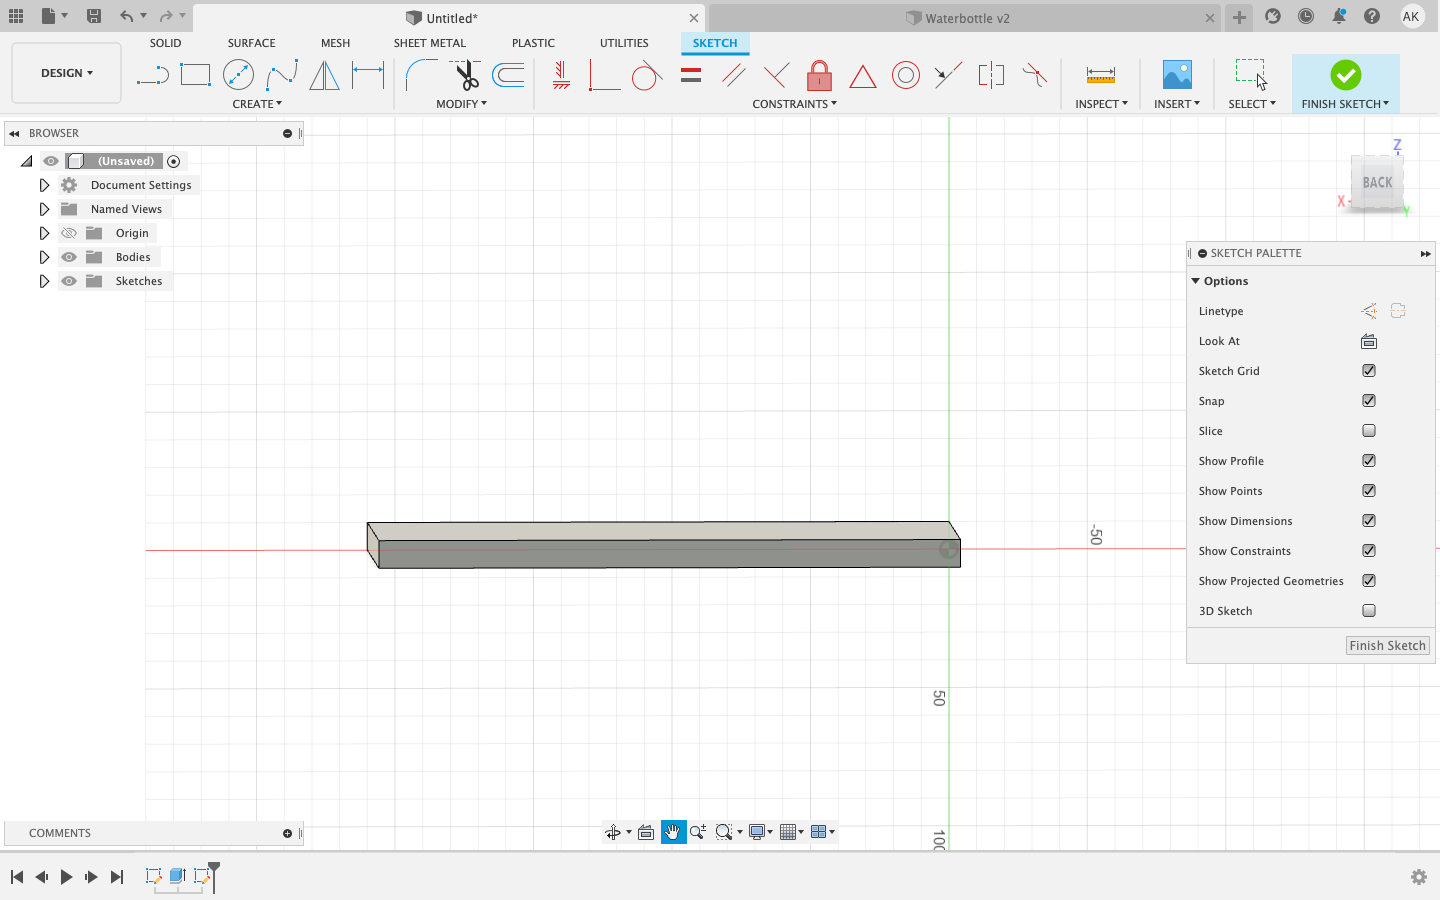 Untitled*
Waterbottle v2
AK
DESIGN
SOLID
SURFACE
MESH
SHEET METAL
PLASTIC
UTILITIES
SKETCH
CREATE
MODIFY
CONSTRAINTS
INSPECT
INSERT
SELECT
FINISH SKETCH
BROWSER
(Unsaved)
Document Settings
Named Views
Origin
Bodies
Sketches
Z
BACK
X
Y
SKETCH PALETTE
Options
Linetype
Look At
Sketch Grid
Snap
Slice
Show Profile
Show Points
Show Dimensions
Show Constraints
Show Projected Geometries
3D Sketch
Finish Sketch
-50
50
100
COMMENTS